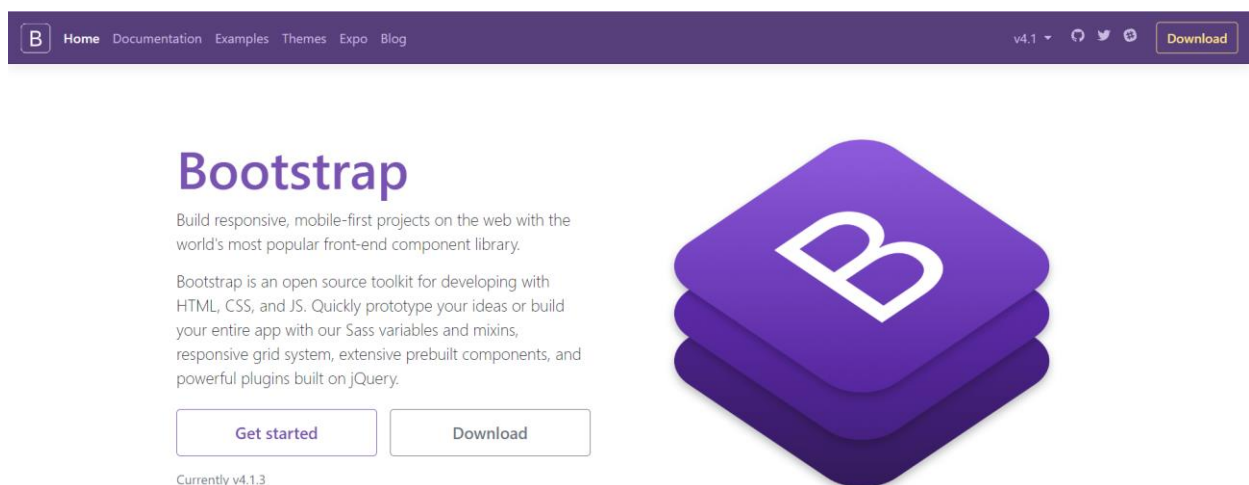 B Home Documentation Examples Themes Expo Blog v4.1 Download
Bootstrap
Build responsive, mobile-first projects on the web with the
world's most popular front-end component library.
Bootstrap is an open source toolkit for developing with
HTML, CSS, and JS. Quickly prototype your ideas or build
your entire app with our Sass variables and mixins,
responsive grid system, extensive prebuilt components, and
powerful plugins built on jQuery.
Get started Download
Currently v4.1.3
B